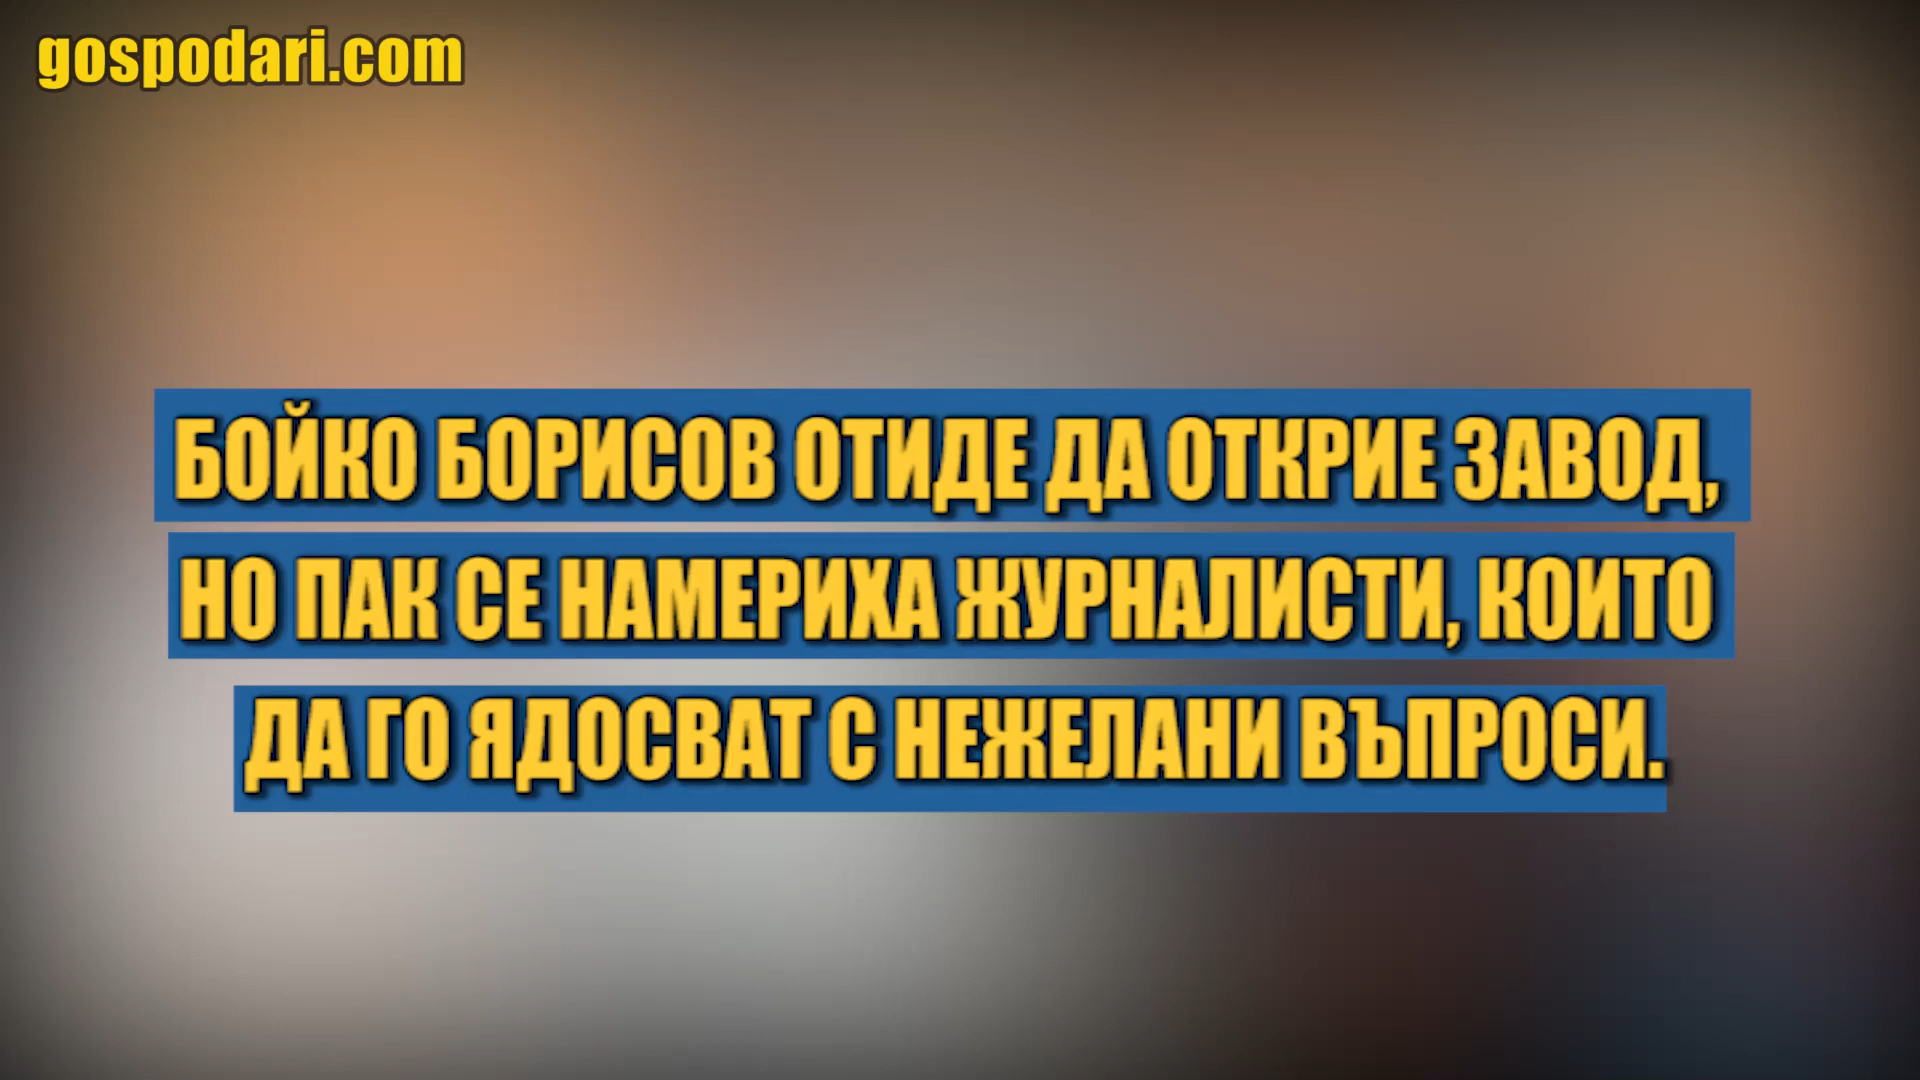 gospodari.com
БОЙКО БОРИСОВ ОТИДЕ ДА ОТКРИЕ ЗАВОД,
НО ПАК СЕ НАМЕРИХА ЖУРНАЛИСТИ, КОИТО
ДА ГО ЯДОСВАТ С НЕЖЕЛАНИ ВЪПРОСИ.